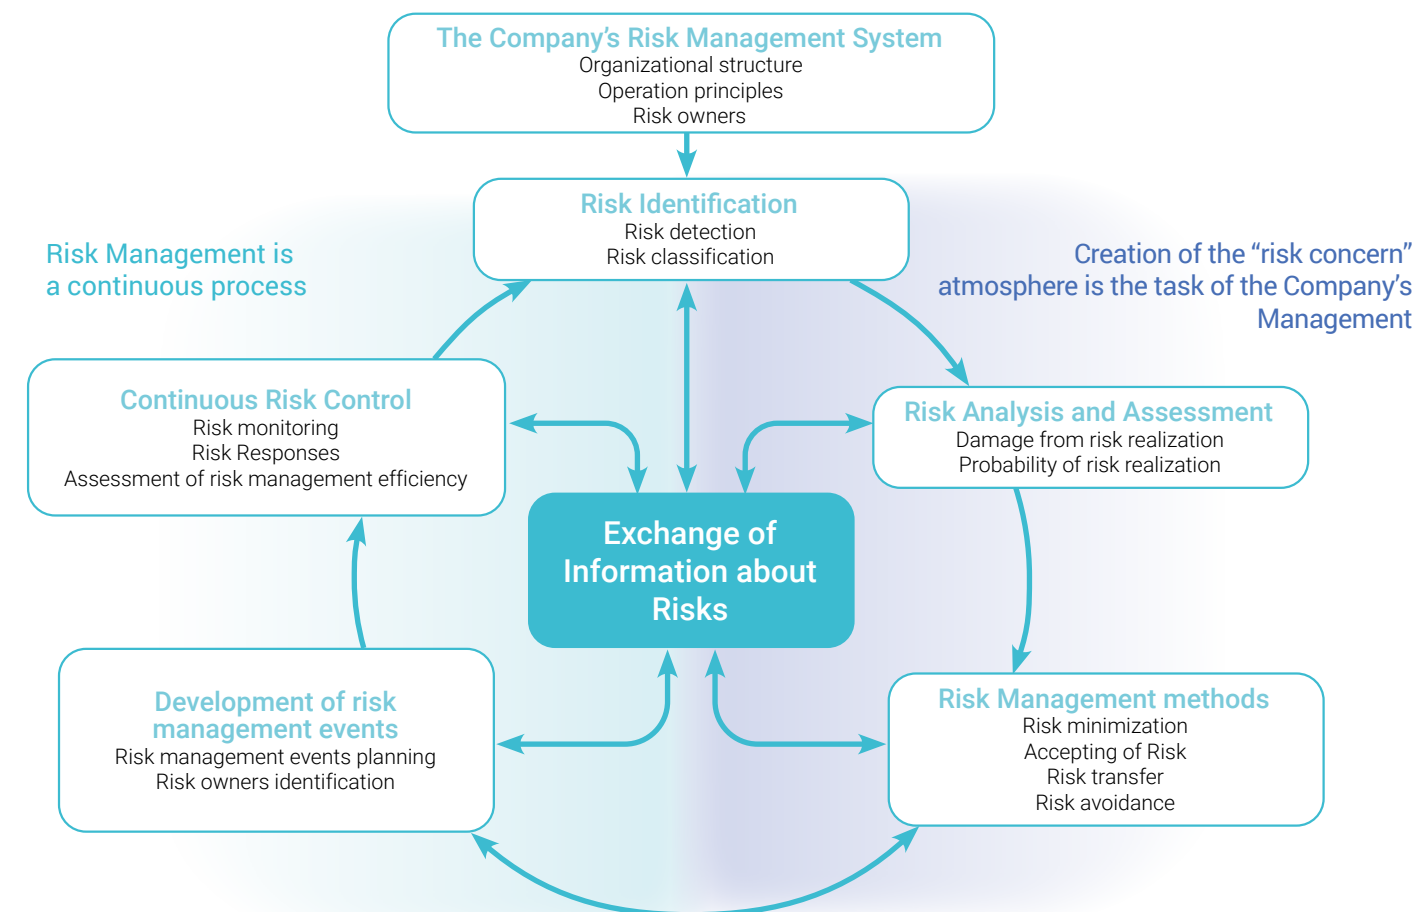 The Company’s Risk Management System
Organizational structure
Operation principles
Risk owners
Risk Identification
Risk detection
Risk classification
Risk Management is
a continuous process
Creation of the “risk concern”
atmosphere is the task of the Company’s
Management
Continuous Risk Control
Risk monitoring
Risk Responses
Assessment of risk management efficiency
Risk Analysis and Assessment
Damage from risk realization
Probability of risk realization
Exchange of
Information about
Risks
Development of risk
management events
Risk management events planning
Risk owners identification
Risk Management methods
Risk minimization
Accepting of Risk
Risk transfer
Risk avoidance